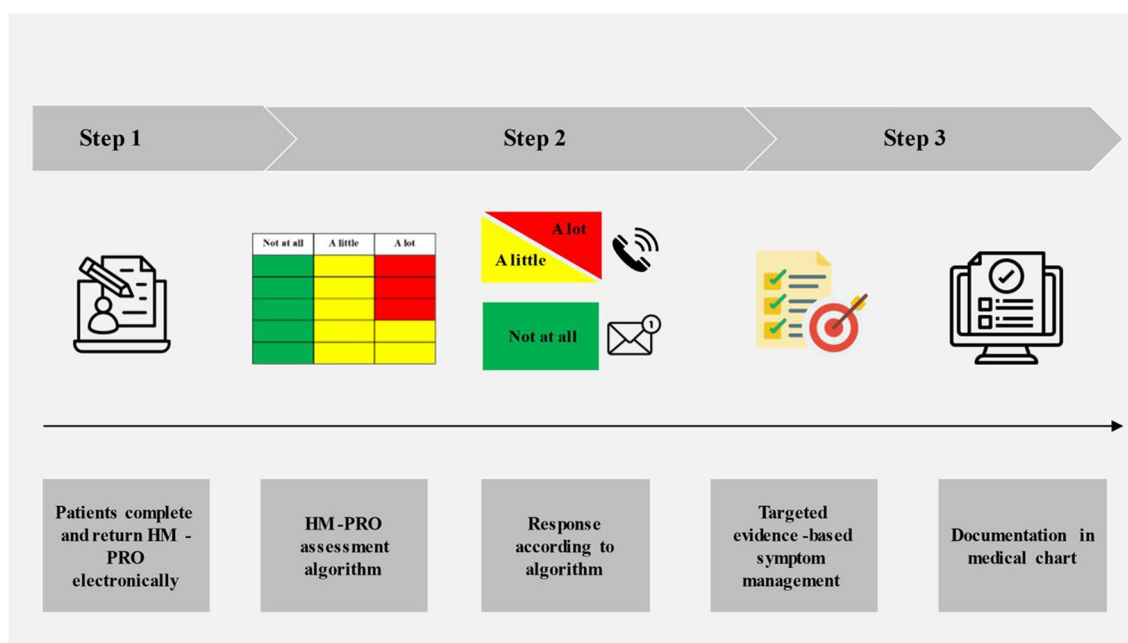 Step 1
Step 2
Step 3
Not at all
A little
A lot
A lot
A little
Not at all
1
Patients complete
and return HM -
PRO
electronically
HM-PRO
assessment
algorithm
Response
according to
algorithm
Targeted
evidence -based
symptom
management
Documentation in
medical chart